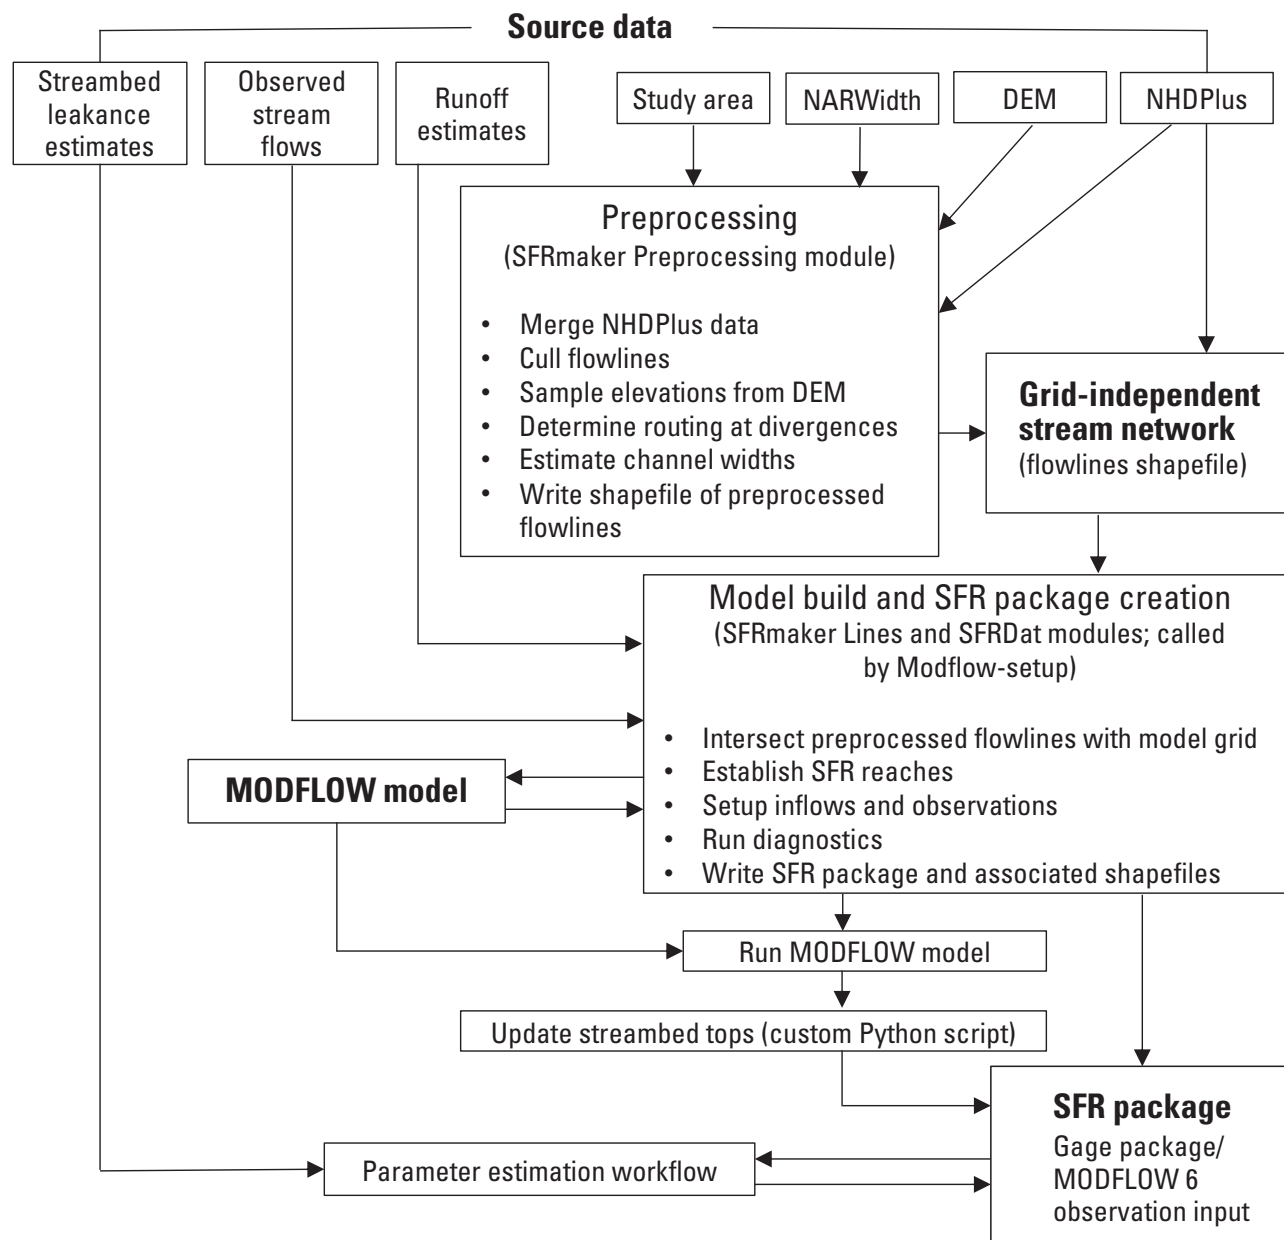 Source data
Streambed
leakance
estimates
Observed
stream
flows
Runoff
estimates
Study area
NARWidth
DEM
NHDPlus
Preprocessing
(SFRmaker Preprocessing module)
• Merge NHDPlus data
• Cull flowlines
• Sample elevations from DEM
• Determine routing at divergences
• Estimate channel widths
• Write shapefile of preprocessed
flowlines
Grid-independent
stream network
(flowlines shapefile)
Model build and SFR package creation
(SFRmaker Lines and SFRDat modules; called
by Modflow-setup)
• Intersect preprocessed flowlines with model grid
• Establish SFR reaches
• Setup inflows and observations
• Run diagnostics
• Write SFR package and associated shapefiles
MODFLOW model
Run MODFLOW model
Update streambed tops (custom Python script)
SFR package
Gage package/
MODFLOW 6
observation input
Parameter estimation workflow